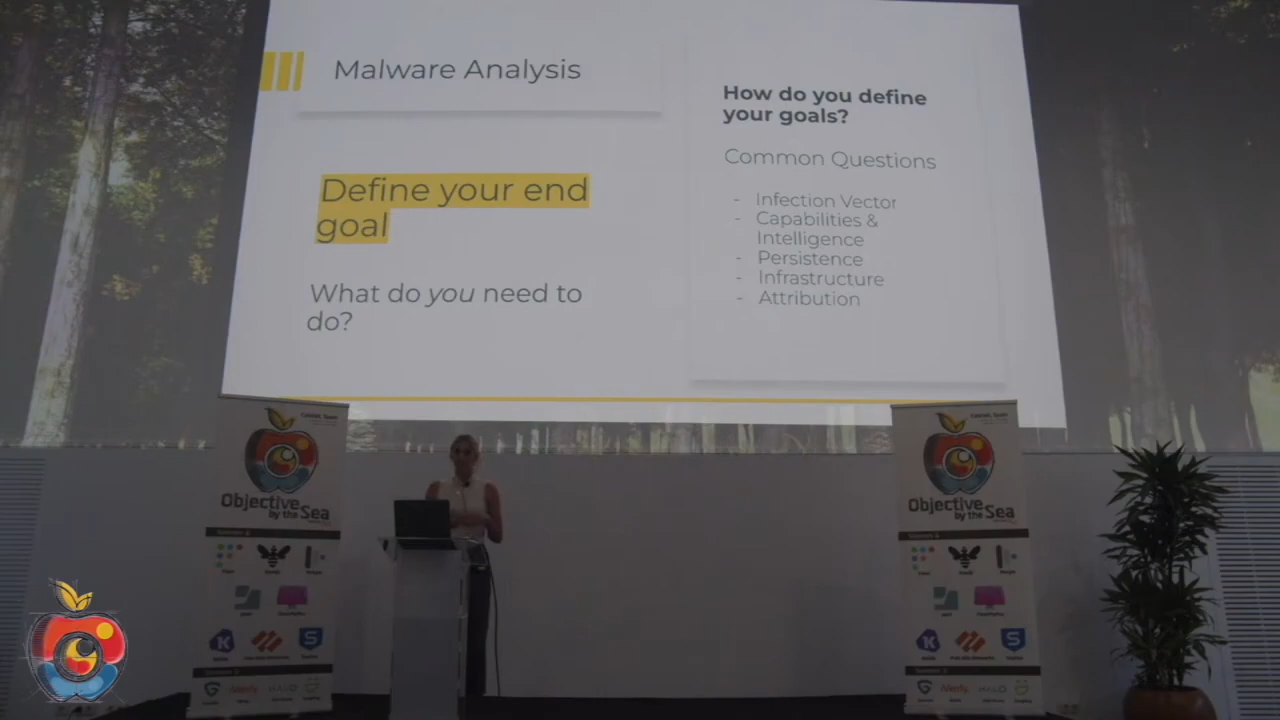 Malware Analysis
Define your end
goal
What do you need to
do?
How do you define
your goals?
Common Questions
- Infection Vector
- Capabilities &
Intelligence
- Persistence
- Infrastructure
- Attribution
Objective
by the Sea
Objective
by the Sea